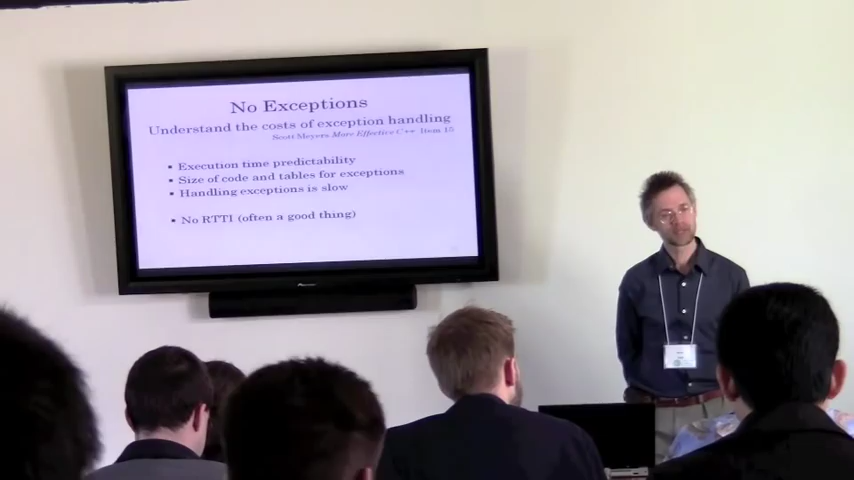 No Exceptions
Understand the costs of exception handling
Scott Meyers More Effective C++ Item 15
• Execution time predictability
• Size of code and tables for exceptions
• Handling exceptions is slow
• No RTTI (often a good thing)